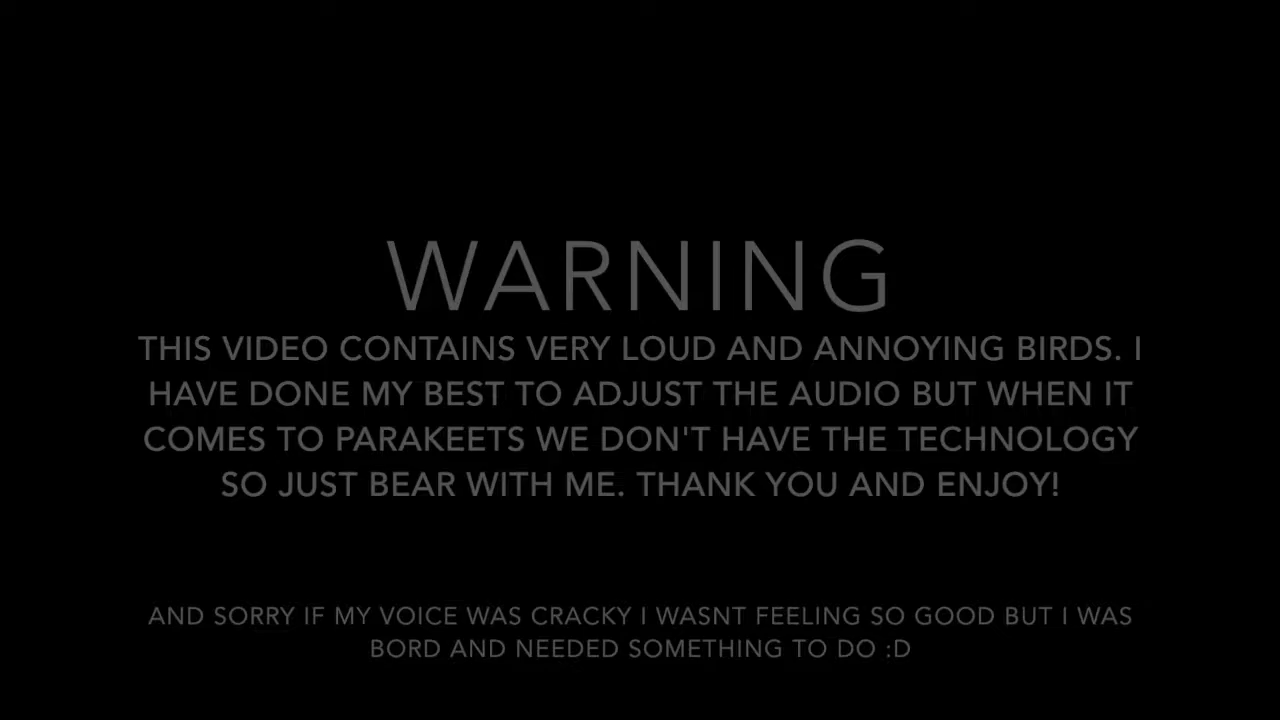 WARNING
THIS VIDEO CONTAINS VERY LOUD AND ANNOYING BIRDS. I
HAVE DONE MY BEST TO ADJUST THE AUDIO BUT WHEN IT
COMES TO PARAKEETS WE DON'T HAVE THE TECHNOLOGY
SO JUST BEAR WITH ME. THANK YOU AND ENJOY!
AND SORRY IF MY VOICE WAS CRACKY I WASNT FEELING SO GOOD BUT I WAS
BORD AND NEEDED SOMETHING TO DO :D